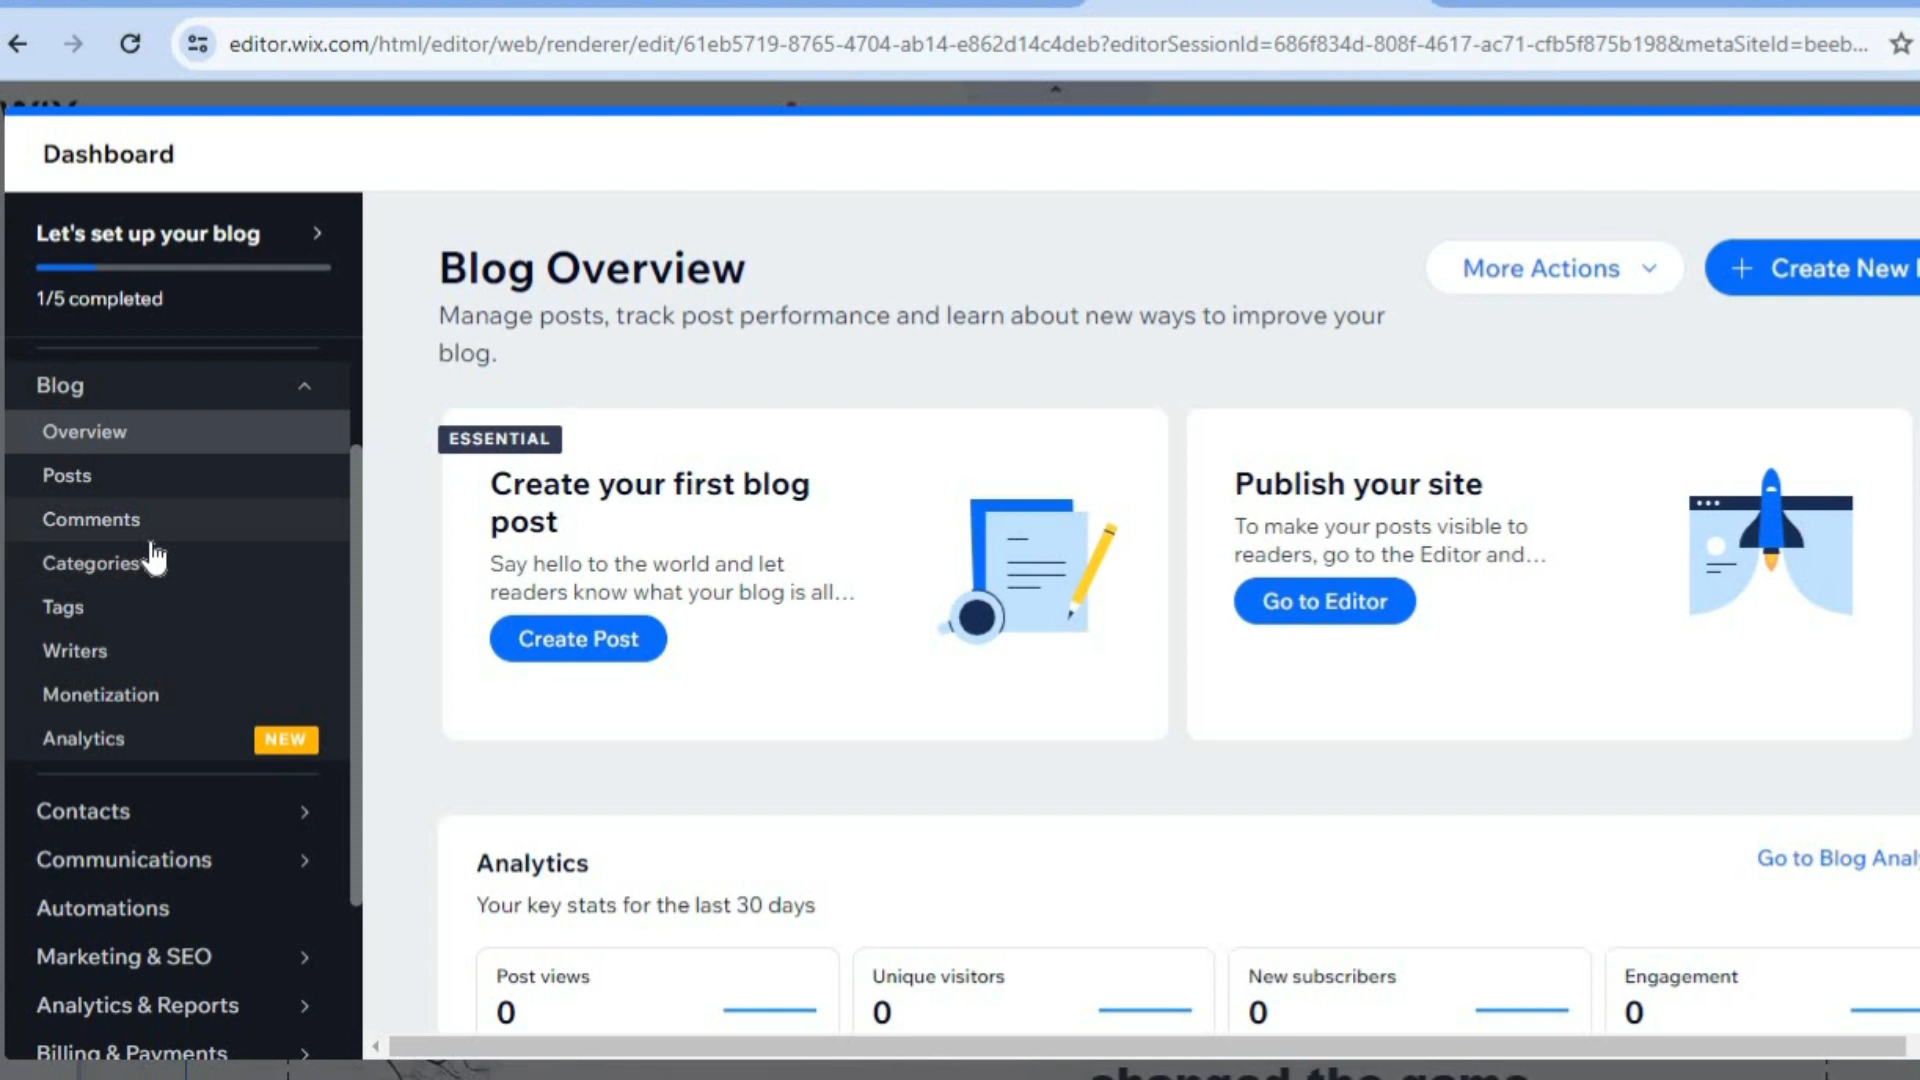 editor.wix.com/html/editor/web/renderer/edit/61eb5719-8765-4704-ab14-e862d14c4deb?editorSessionId=686f834d-808f-4617-ac71-cfb5f875b198&metaSiteId=beeb...
Dashboard
Let's set up your blog
1/5 completed
Blog
Overview
Posts
Comments
Categories
Tags
Writers
Monetization
Analytics NEW
Contacts
Communications
Automations
Marketing & SEO
Analytics & Reports
Billing & Payments
Blog Overview
More Actions
+ Create New
Manage posts, track post performance and learn about new ways to improve your
blog.
ESSENTIAL
Create your first blog
post
Say hello to the world and let
readers know what your blog is all...
Create Post
Publish your site
To make your posts visible to
readers, go to the Editor and...
Go to Editor
Analytics
Go to Blog Analy
Your key stats for the last 30 days
Post views
0
Unique visitors
0
New subscribers
0
Engagement
0
changed the game